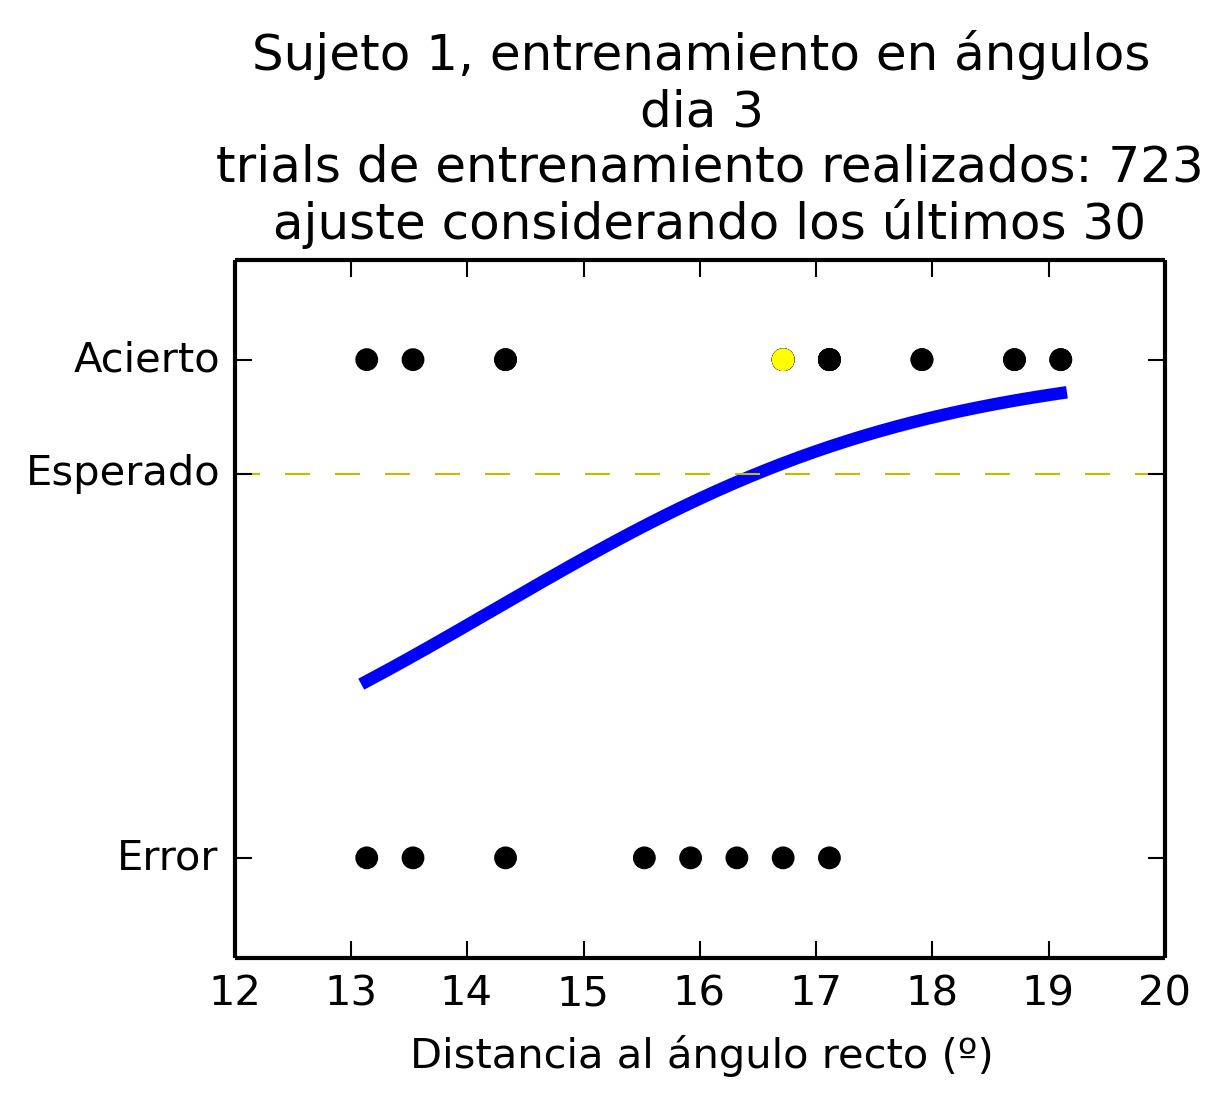 Sujeto 1, entrenamiento en ángulos
dia 3
trials de entrenamiento realizados: 723
ajuste considerando los últimos 30
Acierto
Esperado
Error
12 13 14 15 16 17 18 19 20
Distancia al ángulo recto (º)